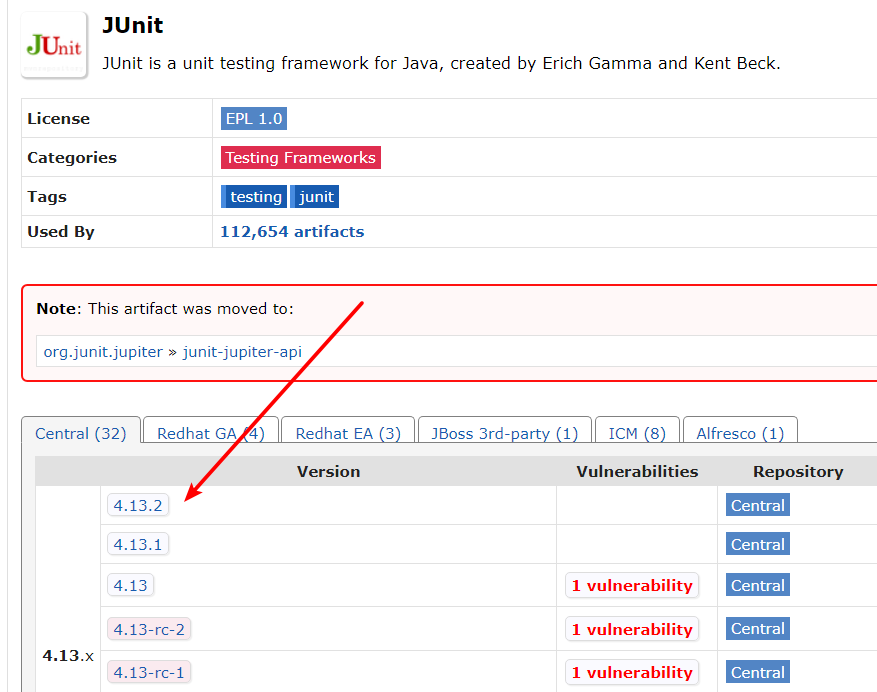 JUnit
JUnit
JUnit is a unit testing framework for Java, created by Erich Gamma and Kent Beck.
License EPL 1.0
Categories Testing Frameworks
Tags testing junit
Used By 112,654 artifacts
Note: This artifact was moved to:
org.junit.jupiter » junit-jupiter-api
Central (32) Redhat GA (4) Redhat EA (3) JBoss 3rd-party (1) ICM (8) Alfresco (1)
Version Vulnerabilities Repository
4.13.2 Central
4.13.1 Central
4.13 1 vulnerability Central
4.13-rc-2 1 vulnerability Central
4.13.x
4.13-rc-1 1 vulnerability Central